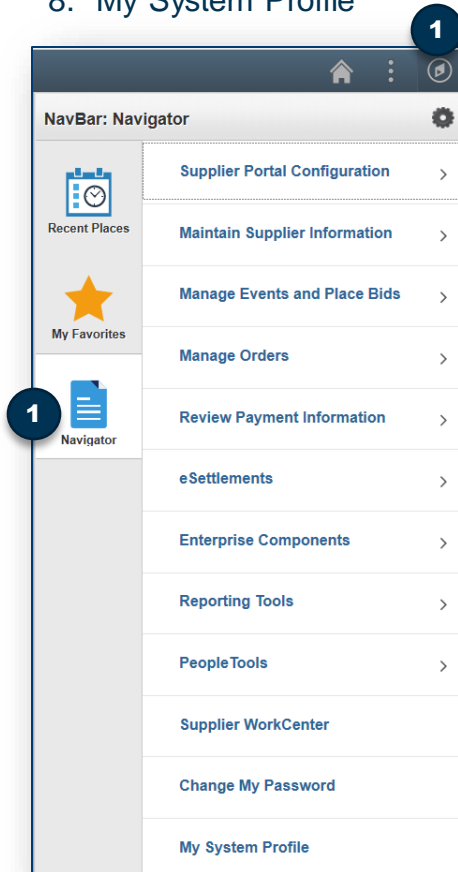 8. My System Profile
1
NavBar: Navigator
Recent Places
My Favorites
1
Navigator
Supplier Portal Configuration
Maintain Supplier Information
Manage Events and Place Bids
Manage Orders
Review Payment Information
eSettlements
Enterprise Components
Reporting Tools
PeopleTools
Supplier WorkCenter
Change My Password
My System Profile